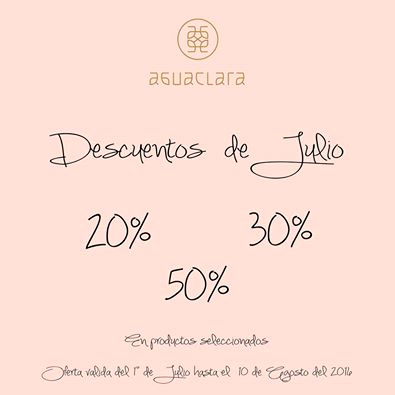 aguaclara
Descuentos de Julio
20% 30%
50%
En productos seleccionados
Oferta valida del 1° de Julio hasta el 10 de Agosto del 2016